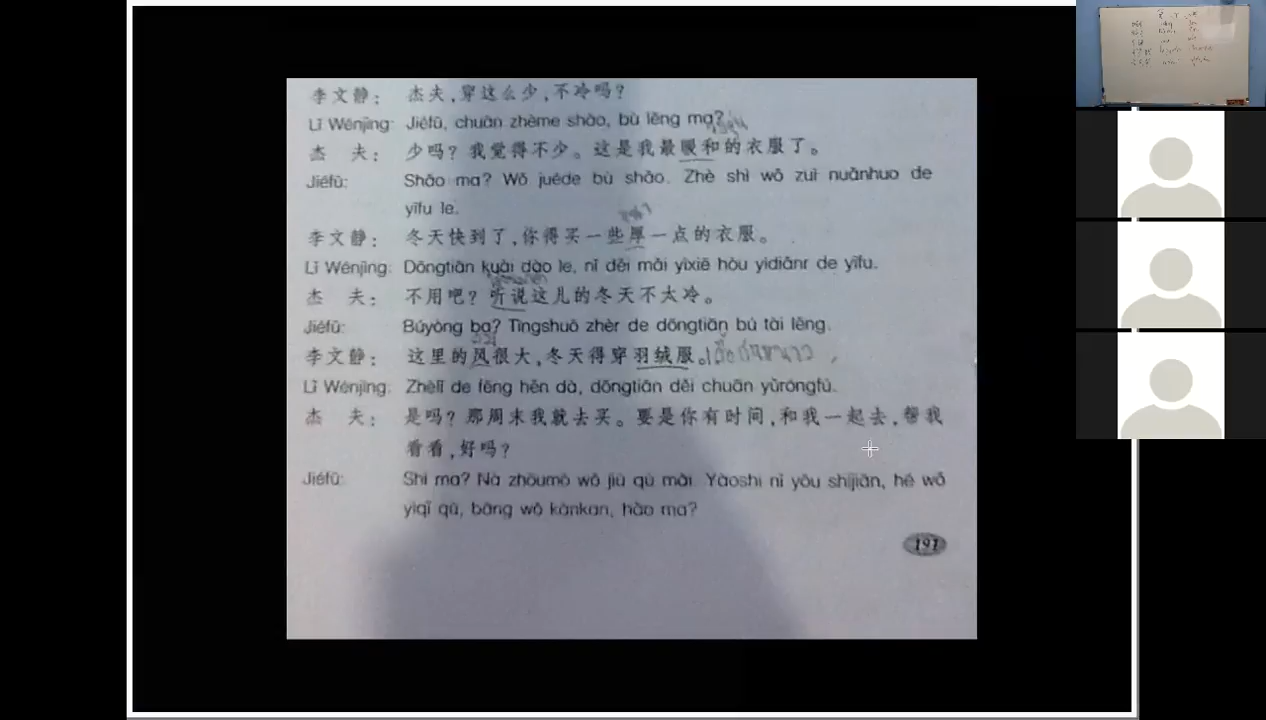 李文静： 杰夫，穿这么少，不冷吗？
Lǐ Wénjìng: Jiéfū, chuān zhème shǎo, bù lěng ma?
杰 夫： 少吗？我觉得不少。这是我最暖和的衣服了。
Jiéfū: Shǎo ma? Wǒ juéde bù shǎo. Zhè shì wǒ zuì nuǎnhuo de
yīfu le.
李文静： 冬天快到了，你得买一些厚一点的衣服。
Lǐ Wénjìng: Dōngtiān kuài dào le, nǐ děi mǎi yìxiē hòu yìdiǎnr de yīfu.
杰 夫： 不用吧？听说这儿的冬天不太冷。
Jiéfū: Búyòng ba? Tīngshuō zhèr de dōngtiān bú tài lěng.
李文静： 这里的风很大，冬天得穿羽绒服。
Lǐ Wénjìng: Zhèlǐ de fēng hěn dà, dōngtiān děi chuān yǔróngfú.
杰 夫： 是吗？那周末我就去买。要是你有时间，和我一起去，帮我
看看，好吗？
Jiéfū: Shì ma? Nà zhōumò wǒ jiù qù mǎi. Yàoshi nǐ yǒu shíjiān, hé wǒ
yìqǐ qù, bāng wǒ kànkan, hǎo ma?
191